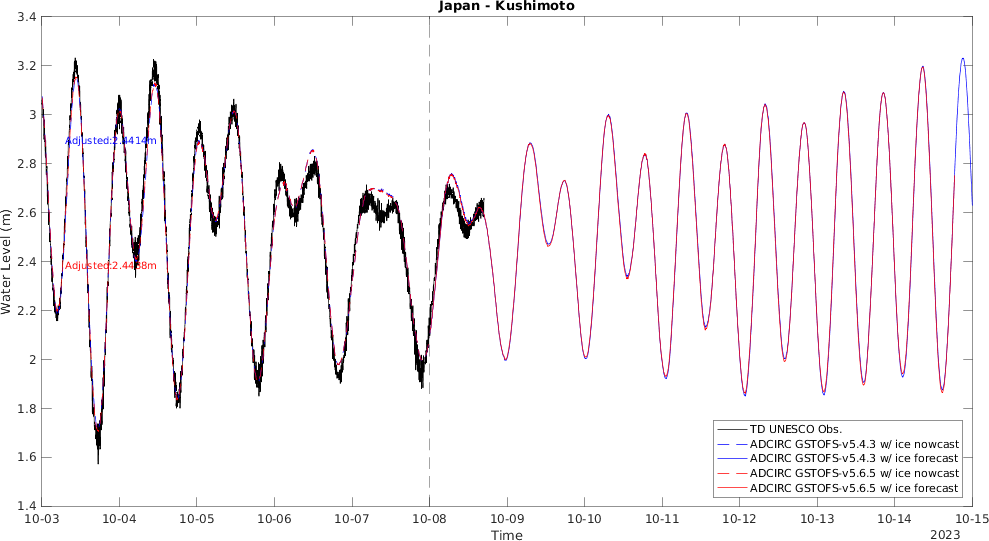 Japan - Kushimoto
3.4
3.2
3
2.8
2.6
2.4
2.2
2
1.8
1.6
1.4
Water Level (m)
Adjusted:2.4414m
Adjusted:2.4438m
TD UNESCO Obs.
ADCIRC GSTOFS-v5.4.3 w/ ice nowcast
ADCIRC GSTOFS-v5.4.3 w/ ice forecast
ADCIRC GSTOFS-v5.6.5 w/ ice nowcast
ADCIRC GSTOFS-v5.6.5 w/ ice forecast
10-03 10-04 10-05 10-06 10-07 10-08 10-09 10-10 10-11 10-12 10-13 10-14 10-15
Time
2023